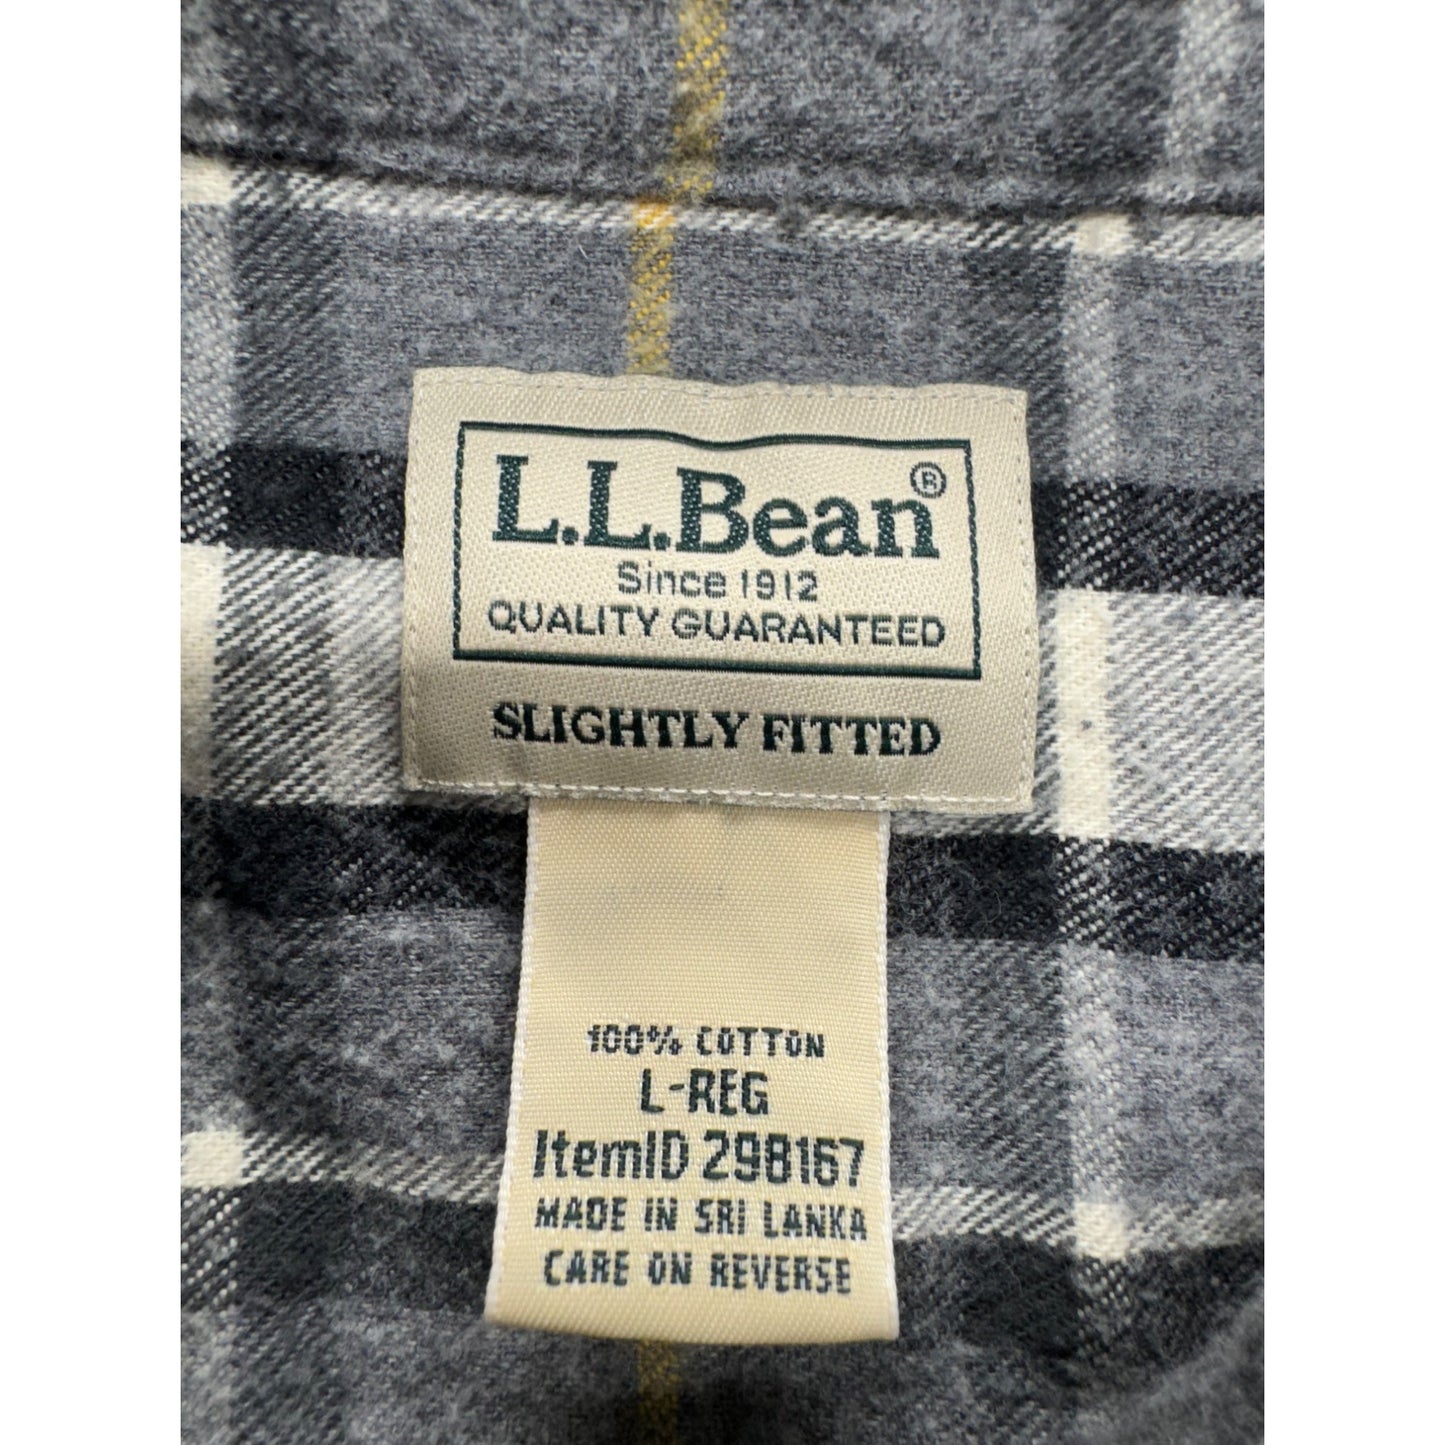 L.L.Bean®
Since 1912
QUALITY GUARANTEED
SLIGHTLY FITTED
100% COTTON
L-REG
ItemID 298167
MADE IN SRI LANKA
CARE ON REVERSE